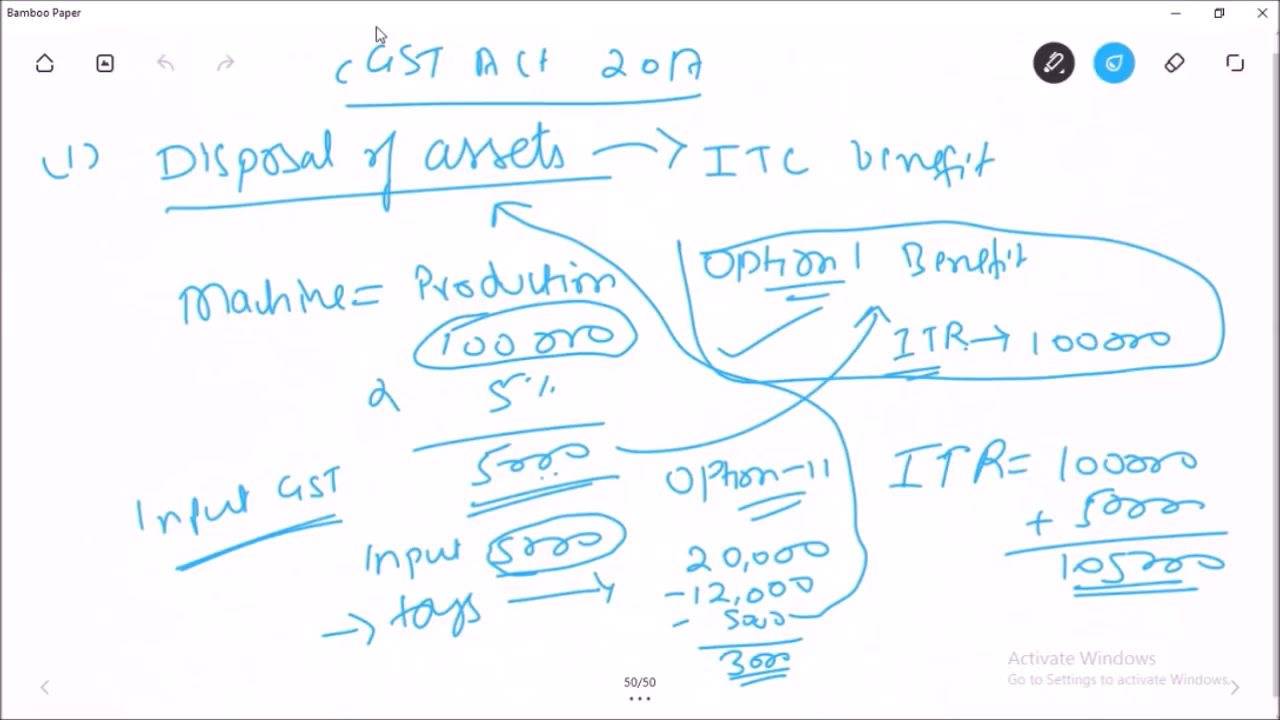 Bamboo Paper
CGST Act 2017
(1) Disposal of assets → ITC benefit
Machine = Production
100000
2 5%
5000
Input GST
Input 5000
→ toys →
Option I Benefit
ITR → 100000
Option-II
20,000
-12,000
- 5000
3000
ITR = 100000
+ 5000
105000
Activate Windows
Go to Settings to activate Windows.
50/50